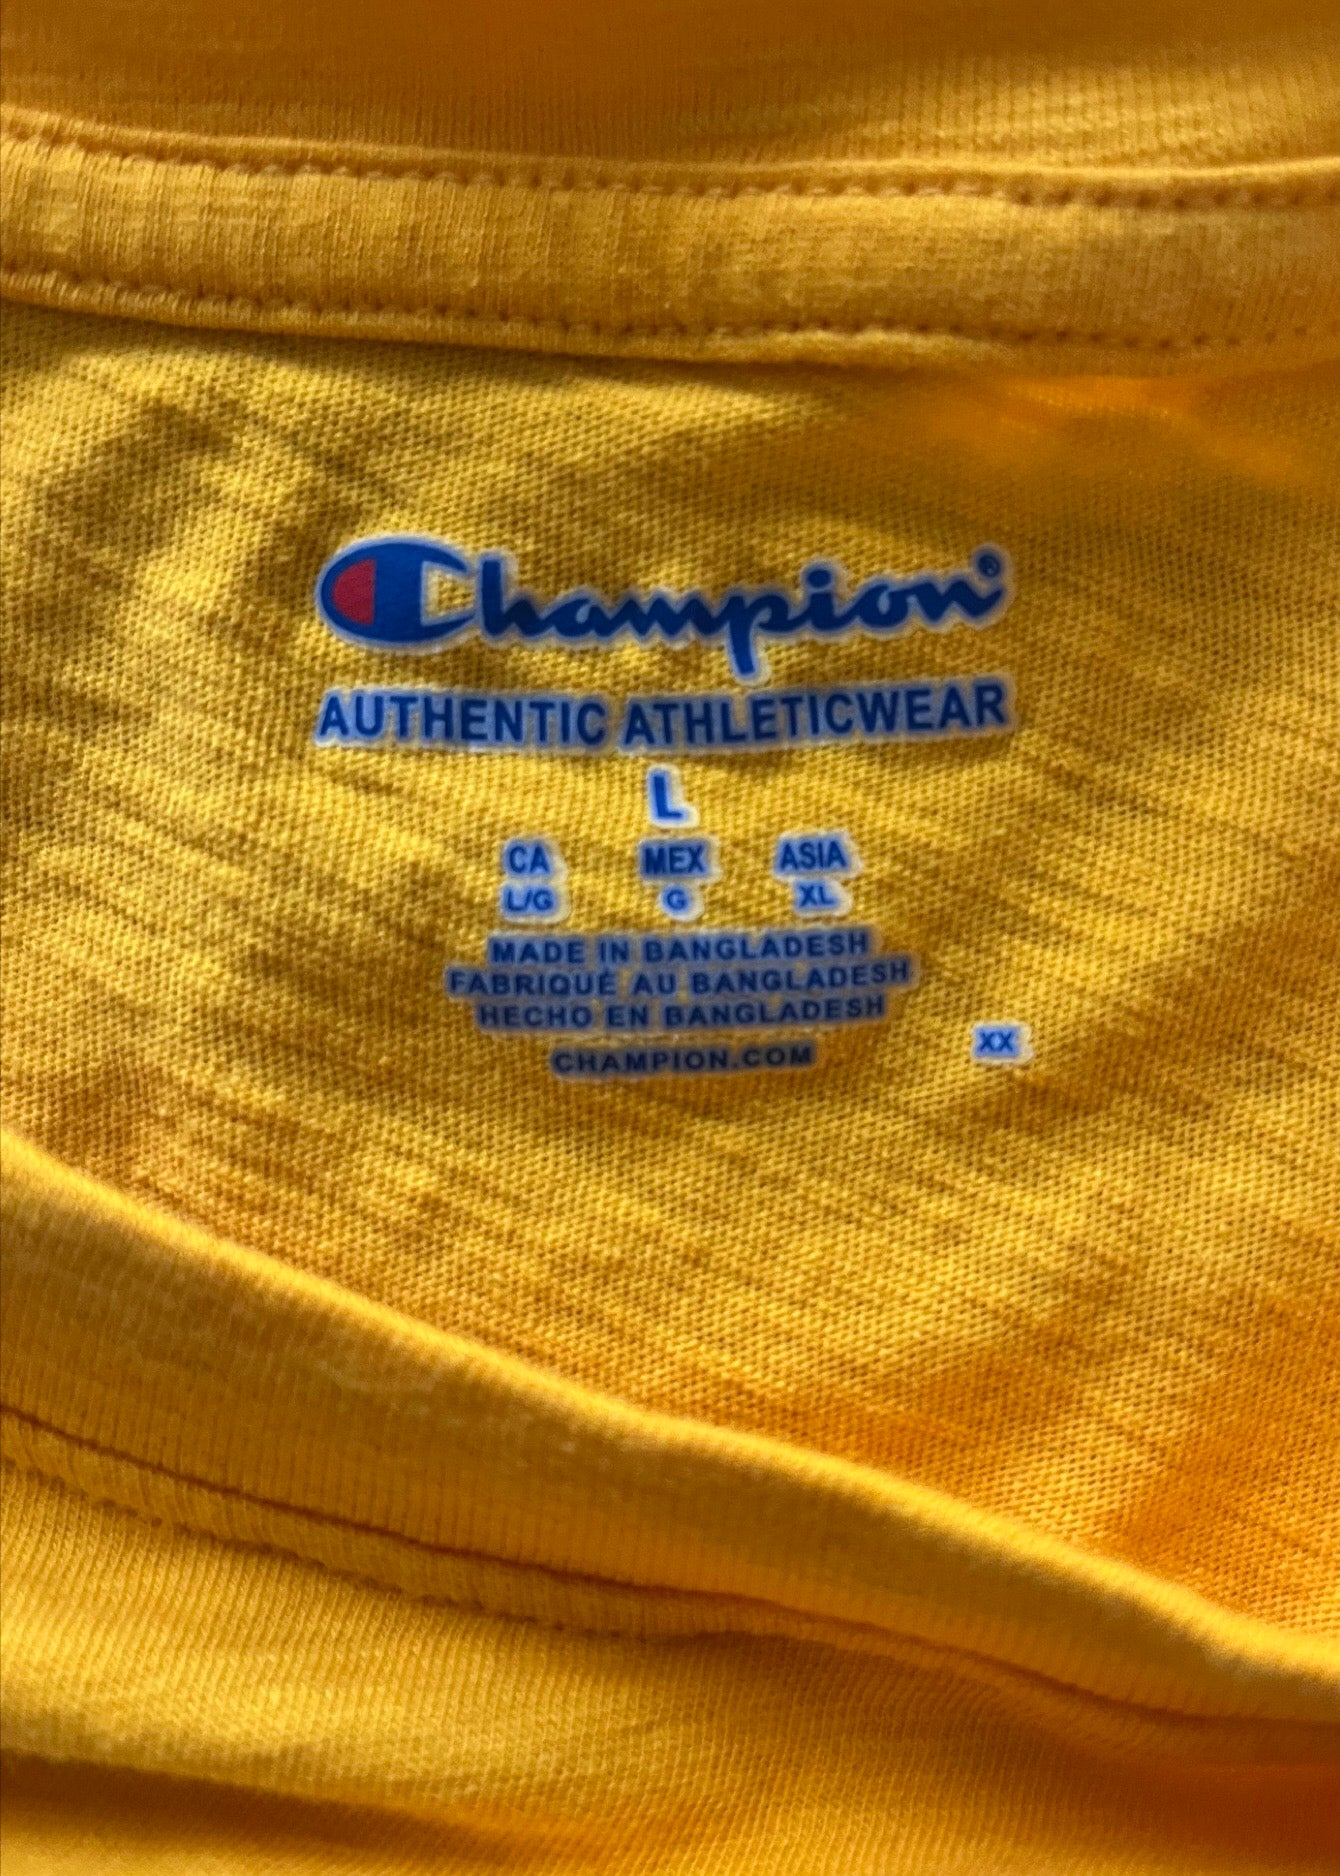 Champion®
AUTHENTIC ATHLETICWEAR
L
CA MEX ASIA
L/G G XL
MADE IN BANGLADESH
FABRIQUÉ AU BANGLADESH
HECHO EN BANGLADESH
CHAMPION.COM
XX